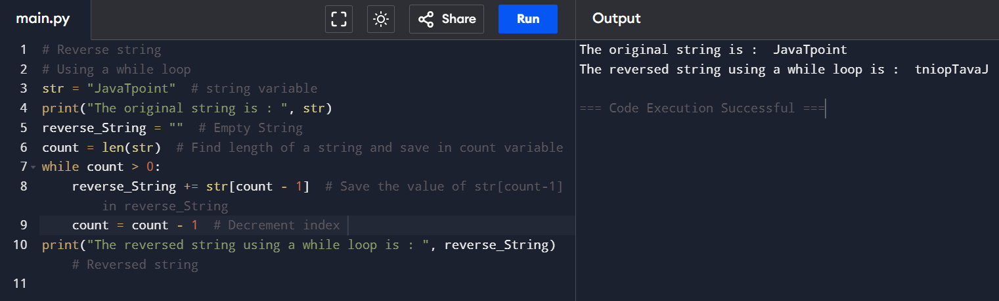 main.py
Share
Run
Output
1 # Reverse string
2 # Using a while loop
3 str = "JavaTpoint"  # string variable
4 print("The original string is : ", str)
5 reverse_String = ""  # Empty String
6 count = len(str)  # Find length of a string and save in count variable
7 while count > 0:
8     reverse_String += str[count - 1]  # Save the value of str[count-1]
in reverse_String
9     count = count - 1  # Decrement index
10 print("The reversed string using a while loop is : ", reverse_String)
# Reversed string
11
The original string is :  JavaTpoint
The reversed string using a while loop is :  tniopTavaJ
=== Code Execution Successful ===